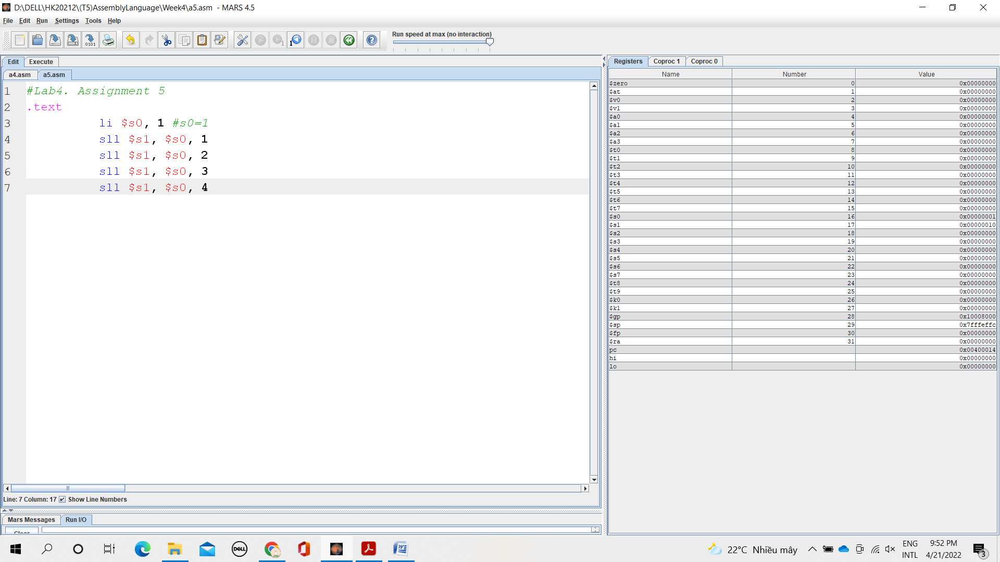 D:\DELL\HK20212\(T5)AssemblyLanguage\Week4\a5.asm - MARS 4.5
File Edit Run Settings Tools Help
Run speed at max (no interaction)
Edit Execute
a4.asm a5.asm
1 #Lab4. Assignment 5
2 .text
3 li $s0, 1 #s0=1
4 sll $s1, $s0, 1
5 sll $s1, $s0, 2
6 sll $s1, $s0, 3
7 sll $s1, $s0, 4
Line: 7 Column: 17 Show Line Numbers
Mars Messages Run I/O
Clear
Registers Coproc 1 Coproc 0
Name Number Value
$zero 0 0x00000000
$at 1 0x00000000
$v0 2 0x00000000
$v1 3 0x00000000
$a0 4 0x00000000
$a1 5 0x00000000
$a2 6 0x00000000
$a3 7 0x00000000
$t0 8 0x00000000
$t1 9 0x00000000
$t2 10 0x00000000
$t3 11 0x00000000
$t4 12 0x00000000
$t5 13 0x00000000
$t6 14 0x00000000
$t7 15 0x00000000
$s0 16 0x00000001
$s1 17 0x00000010
$s2 18 0x00000000
$s3 19 0x00000000
$s4 20 0x00000000
$s5 21 0x00000000
$s6 22 0x00000000
$s7 23 0x00000000
$t8 24 0x00000000
$t9 25 0x00000000
$k0 26 0x00000000
$k1 27 0x00000000
$gp 28 0x10008000
$sp 29 0x7fffeffc
$fp 30 0x00000000
$ra 31 0x00000000
pc 0x00400014
hi 0x00000000
lo 0x00000000
DELL
22°C Nhiều mây
ENG
INTL
9:52 PM
4/21/2022
3